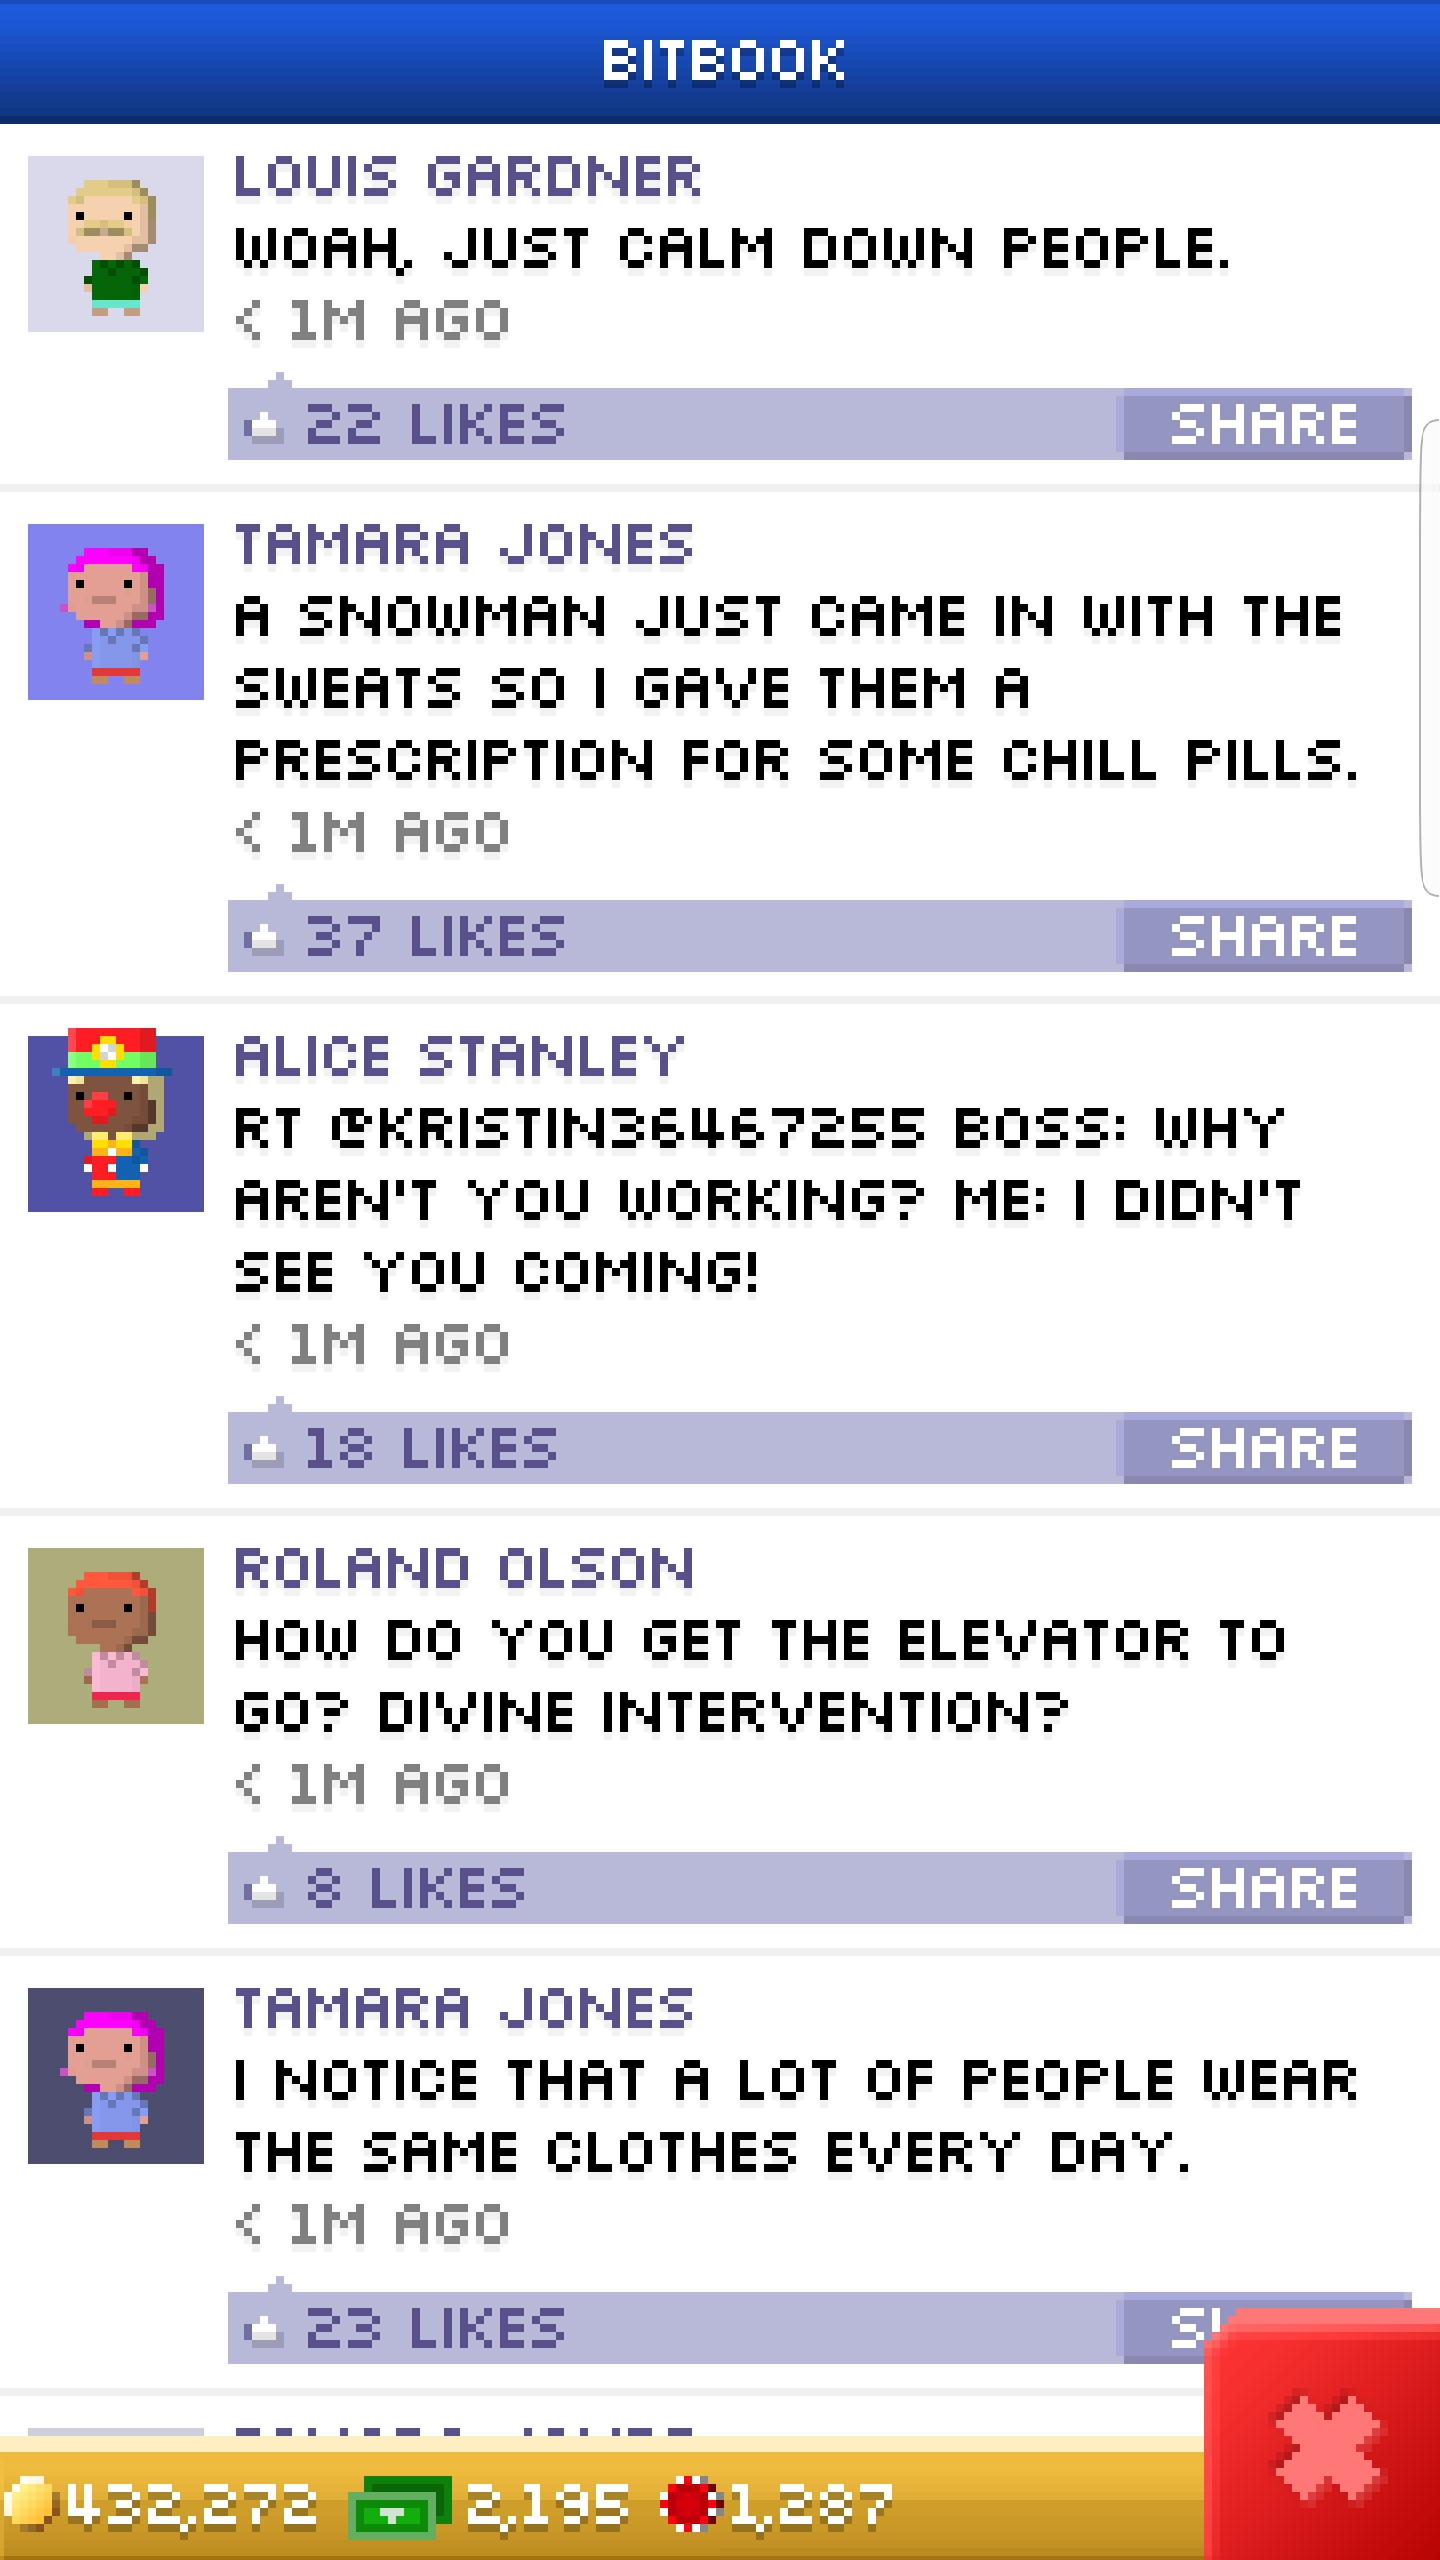 BITBOOK
LOUIS GARDNER
WOAH, JUST CALM DOWN PEOPLE.
< 1M AGO
22 LIKES
SHARE
TAMARA JONES
A SNOWMAN JUST CAME IN WITH THE
SWEATS SO I GAVE THEM A
PRESCRIPTION FOR SOME CHILL PILLS.
< 1M AGO
37 LIKES
SHARE
ALICE STANLEY
RT @KRISTIN36467255 BOSS: WHY
AREN'T YOU WORKING? ME: I DIDN'T
SEE YOU COMING!
< 1M AGO
18 LIKES
SHARE
ROLAND OLSON
HOW DO YOU GET THE ELEVATOR TO
GO? DIVINE INTERVENTION?
< 1M AGO
8 LIKES
SHARE
TAMARA JONES
I NOTICE THAT A LOT OF PEOPLE WEAR
THE SAME CLOTHES EVERY DAY.
< 1M AGO
23 LIKES
432,272
2,195
1,287